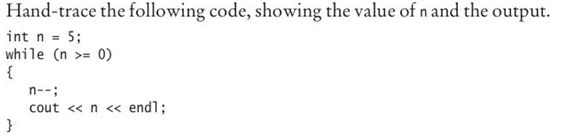 Hand-trace the following code, showing the value of n and the output.
int n = 5;
while (n >= 0)
{
n--;
cout << n << endl;
}